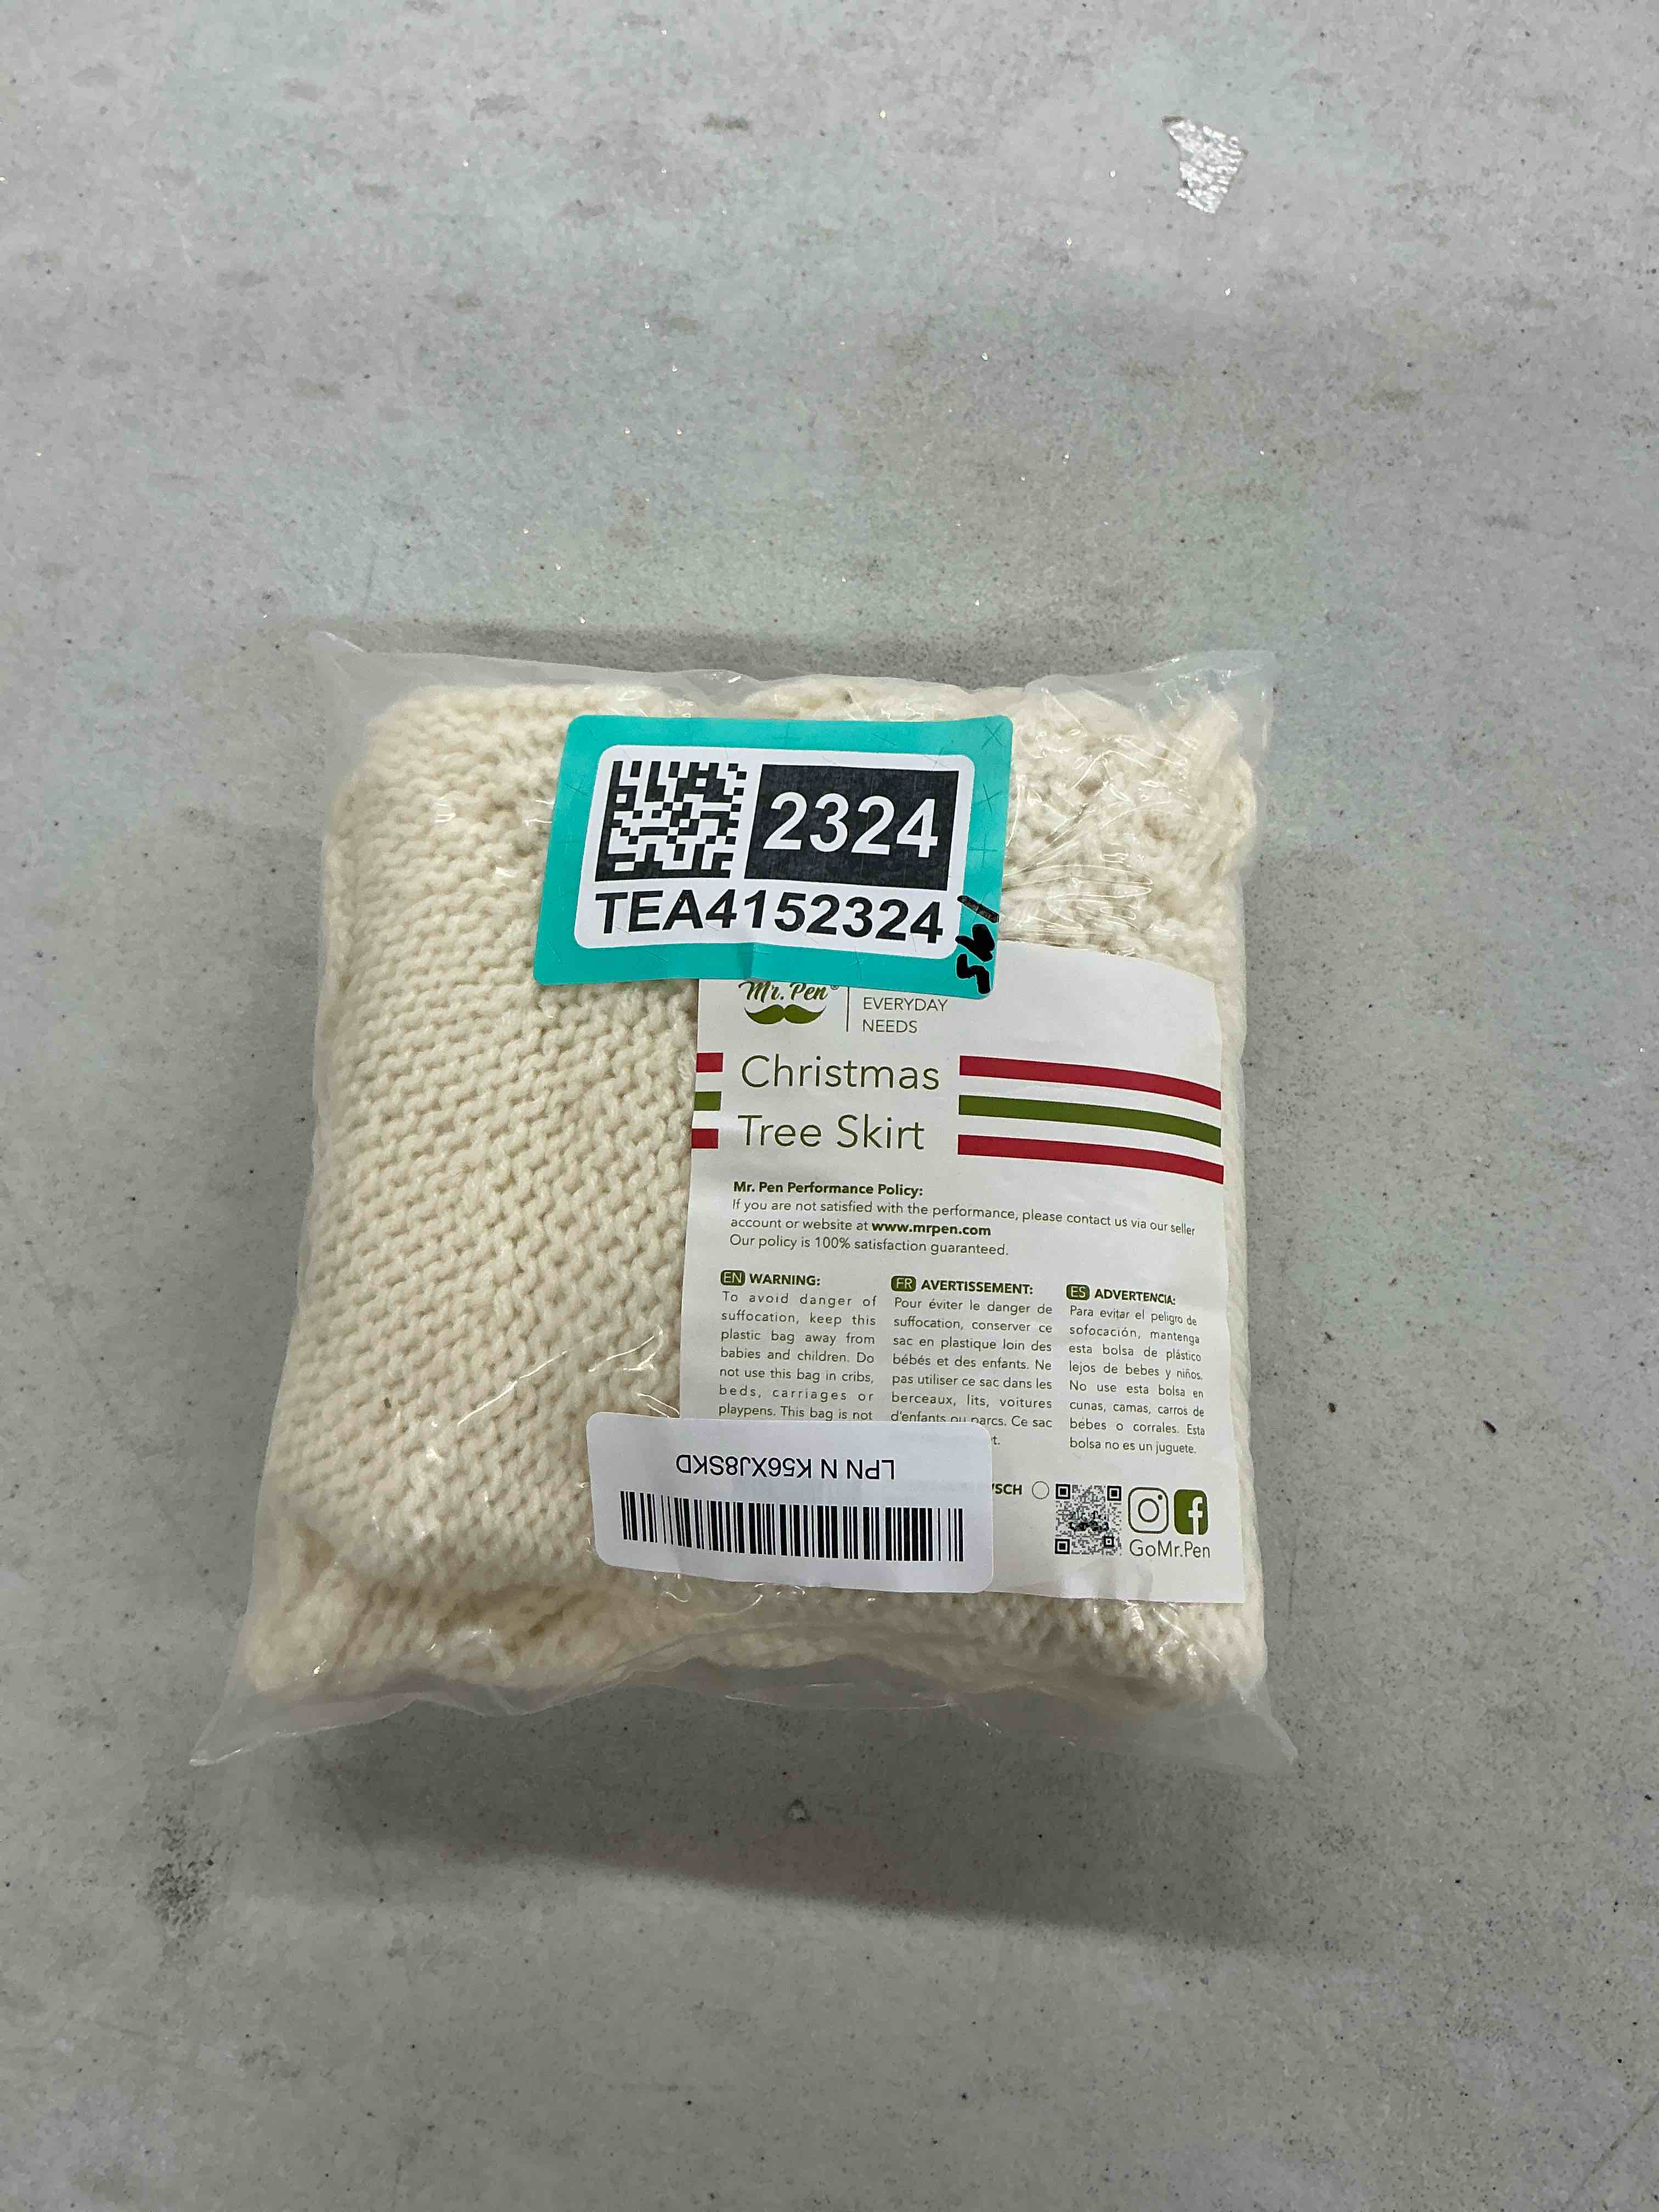 2324
TEA4152324
Mr. Pen®
EVERYDAY
NEEDS
Christmas
Tree Skirt
Mr. Pen Performance Policy:
If you are not satisfied with the performance, please contact us via our seller
account or website at www.mrpen.com
Our policy is 100% satisfaction guaranteed.
EN WARNING:
To avoid danger of
suffocation, keep this
plastic bag away from
babies and children. Do
not use this bag in cribs,
beds, carriages or
playpens. This bag is not
FR AVERTISSEMENT:
Pour éviter le danger de
suffocation, conserver ce
sac en plastique loin des
bébés et des enfants. Ne
pas utiliser ce sac dans les
berceaux, lits, voitures
d'enfants ou parcs. Ce sac
t.
ES ADVERTENCIA:
Para evitar el peligro de
sofocación, mantenga
esta bolsa de plástico
lejos de bebes y niños.
No use esta bolsa en
cunas, camas, carros de
bebes o corrales. Esta
bolsa no es un juguete.
LPN N K56XJ8SKD
SCH
GoMr.Pen